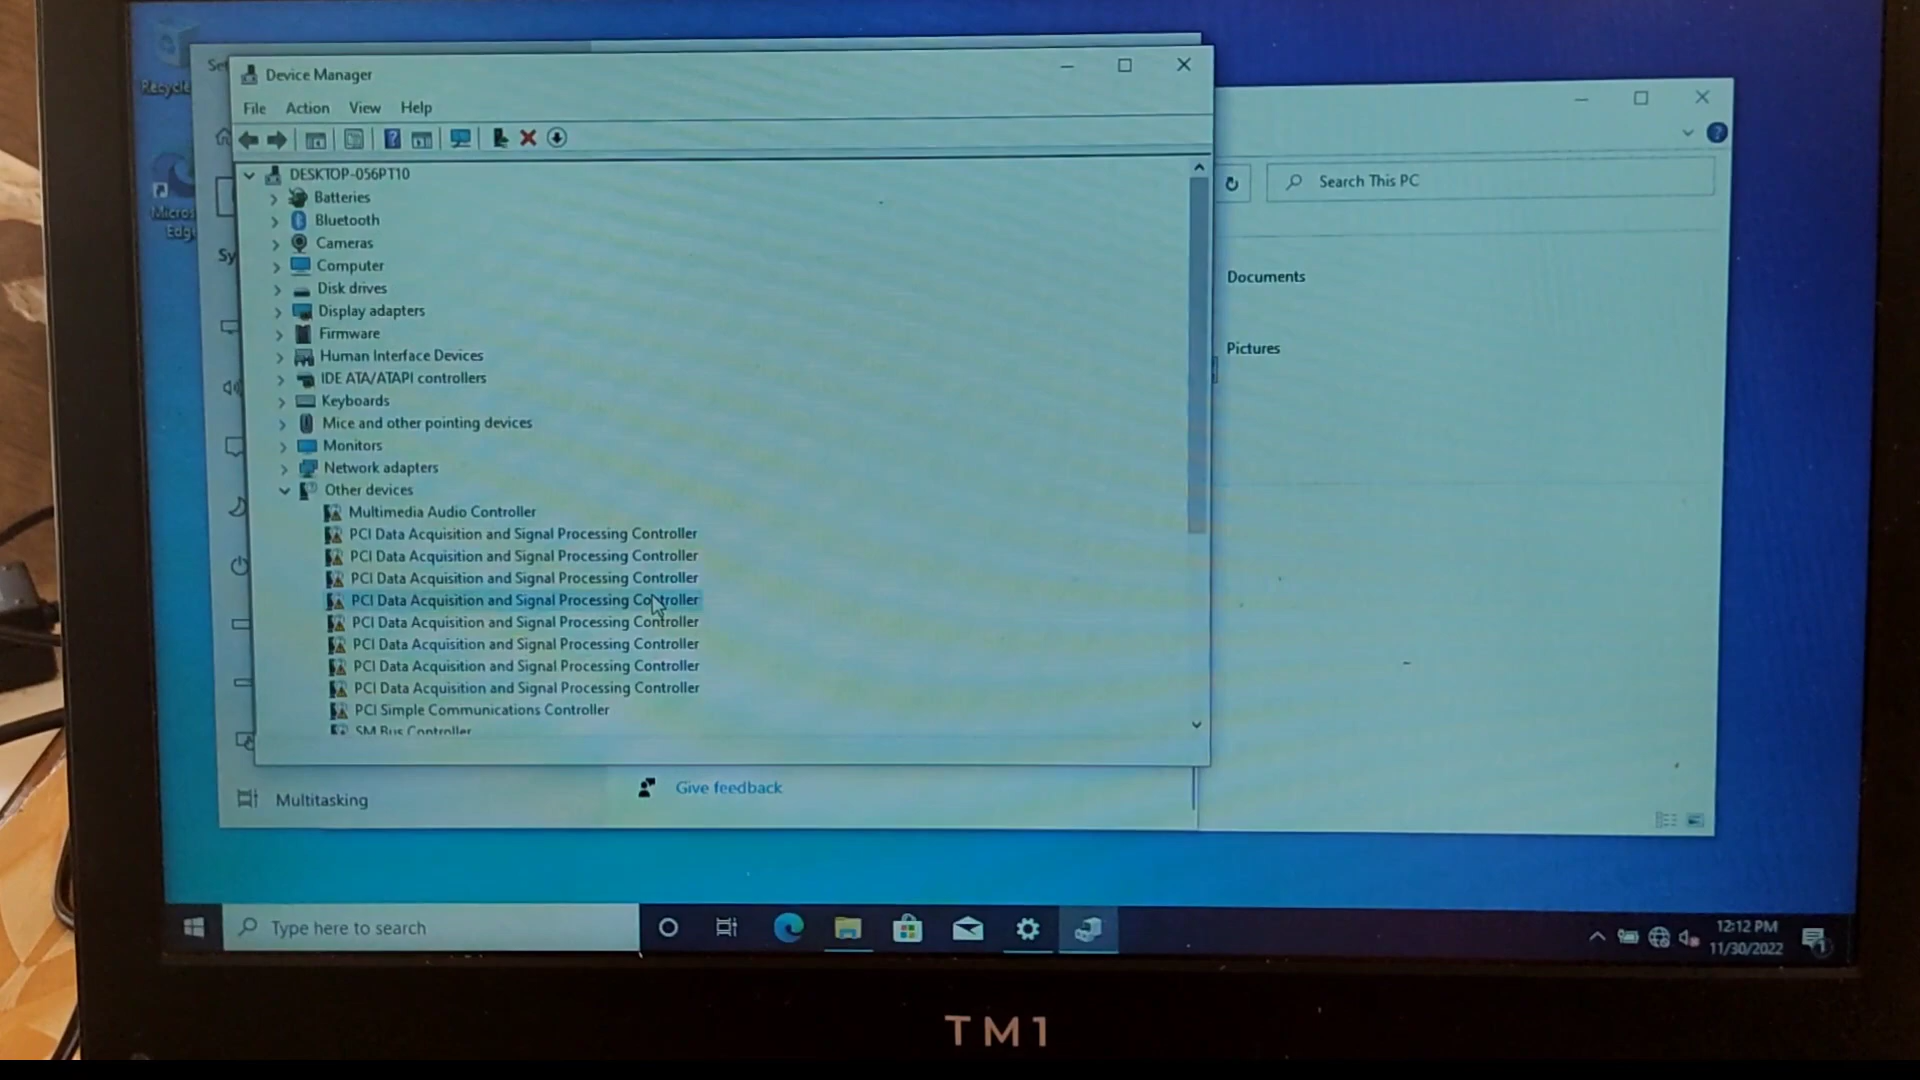 Recycle
Micros
Edg
Se
Sy
Device Manager
File Action View Help
DESKTOP-056PT10
Batteries
Bluetooth
Cameras
Computer
Disk drives
Display adapters
Firmware
Human Interface Devices
IDE ATA/ATAPI controllers
Keyboards
Mice and other pointing devices
Monitors
Network adapters
Other devices
Multimedia Audio Controller
PCI Data Acquisition and Signal Processing Controller
PCI Data Acquisition and Signal Processing Controller
PCI Data Acquisition and Signal Processing Controller
PCI Data Acquisition and Signal Processing Controller
PCI Data Acquisition and Signal Processing Controller
PCI Data Acquisition and Signal Processing Controller
PCI Data Acquisition and Signal Processing Controller
PCI Data Acquisition and Signal Processing Controller
PCI Simple Communications Controller
SM Bus Controller
Search This PC
Documents
Pictures
Give feedback
Multitasking
Type here to search
12:12 PM
11/30/2022
1
TM1